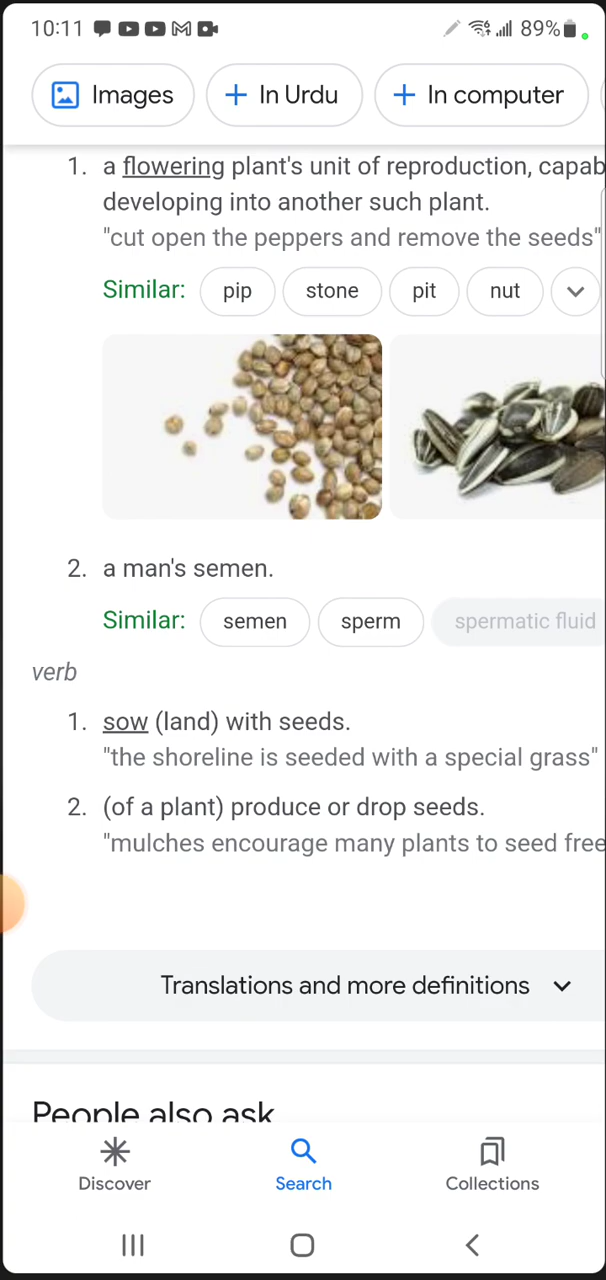 10:11 89%
Images + In Urdu + In computer
1. a flowering plant's unit of reproduction, capab
developing into another such plant.
"cut open the peppers and remove the seeds"
Similar: pip stone pit nut
2. a man's semen.
Similar: semen sperm spermatic fluid
verb
1. sow (land) with seeds.
"the shoreline is seeded with a special grass"
2. (of a plant) produce or drop seeds.
"mulches encourage many plants to seed free
Translations and more definitions
People also ask
Discover Search Collections